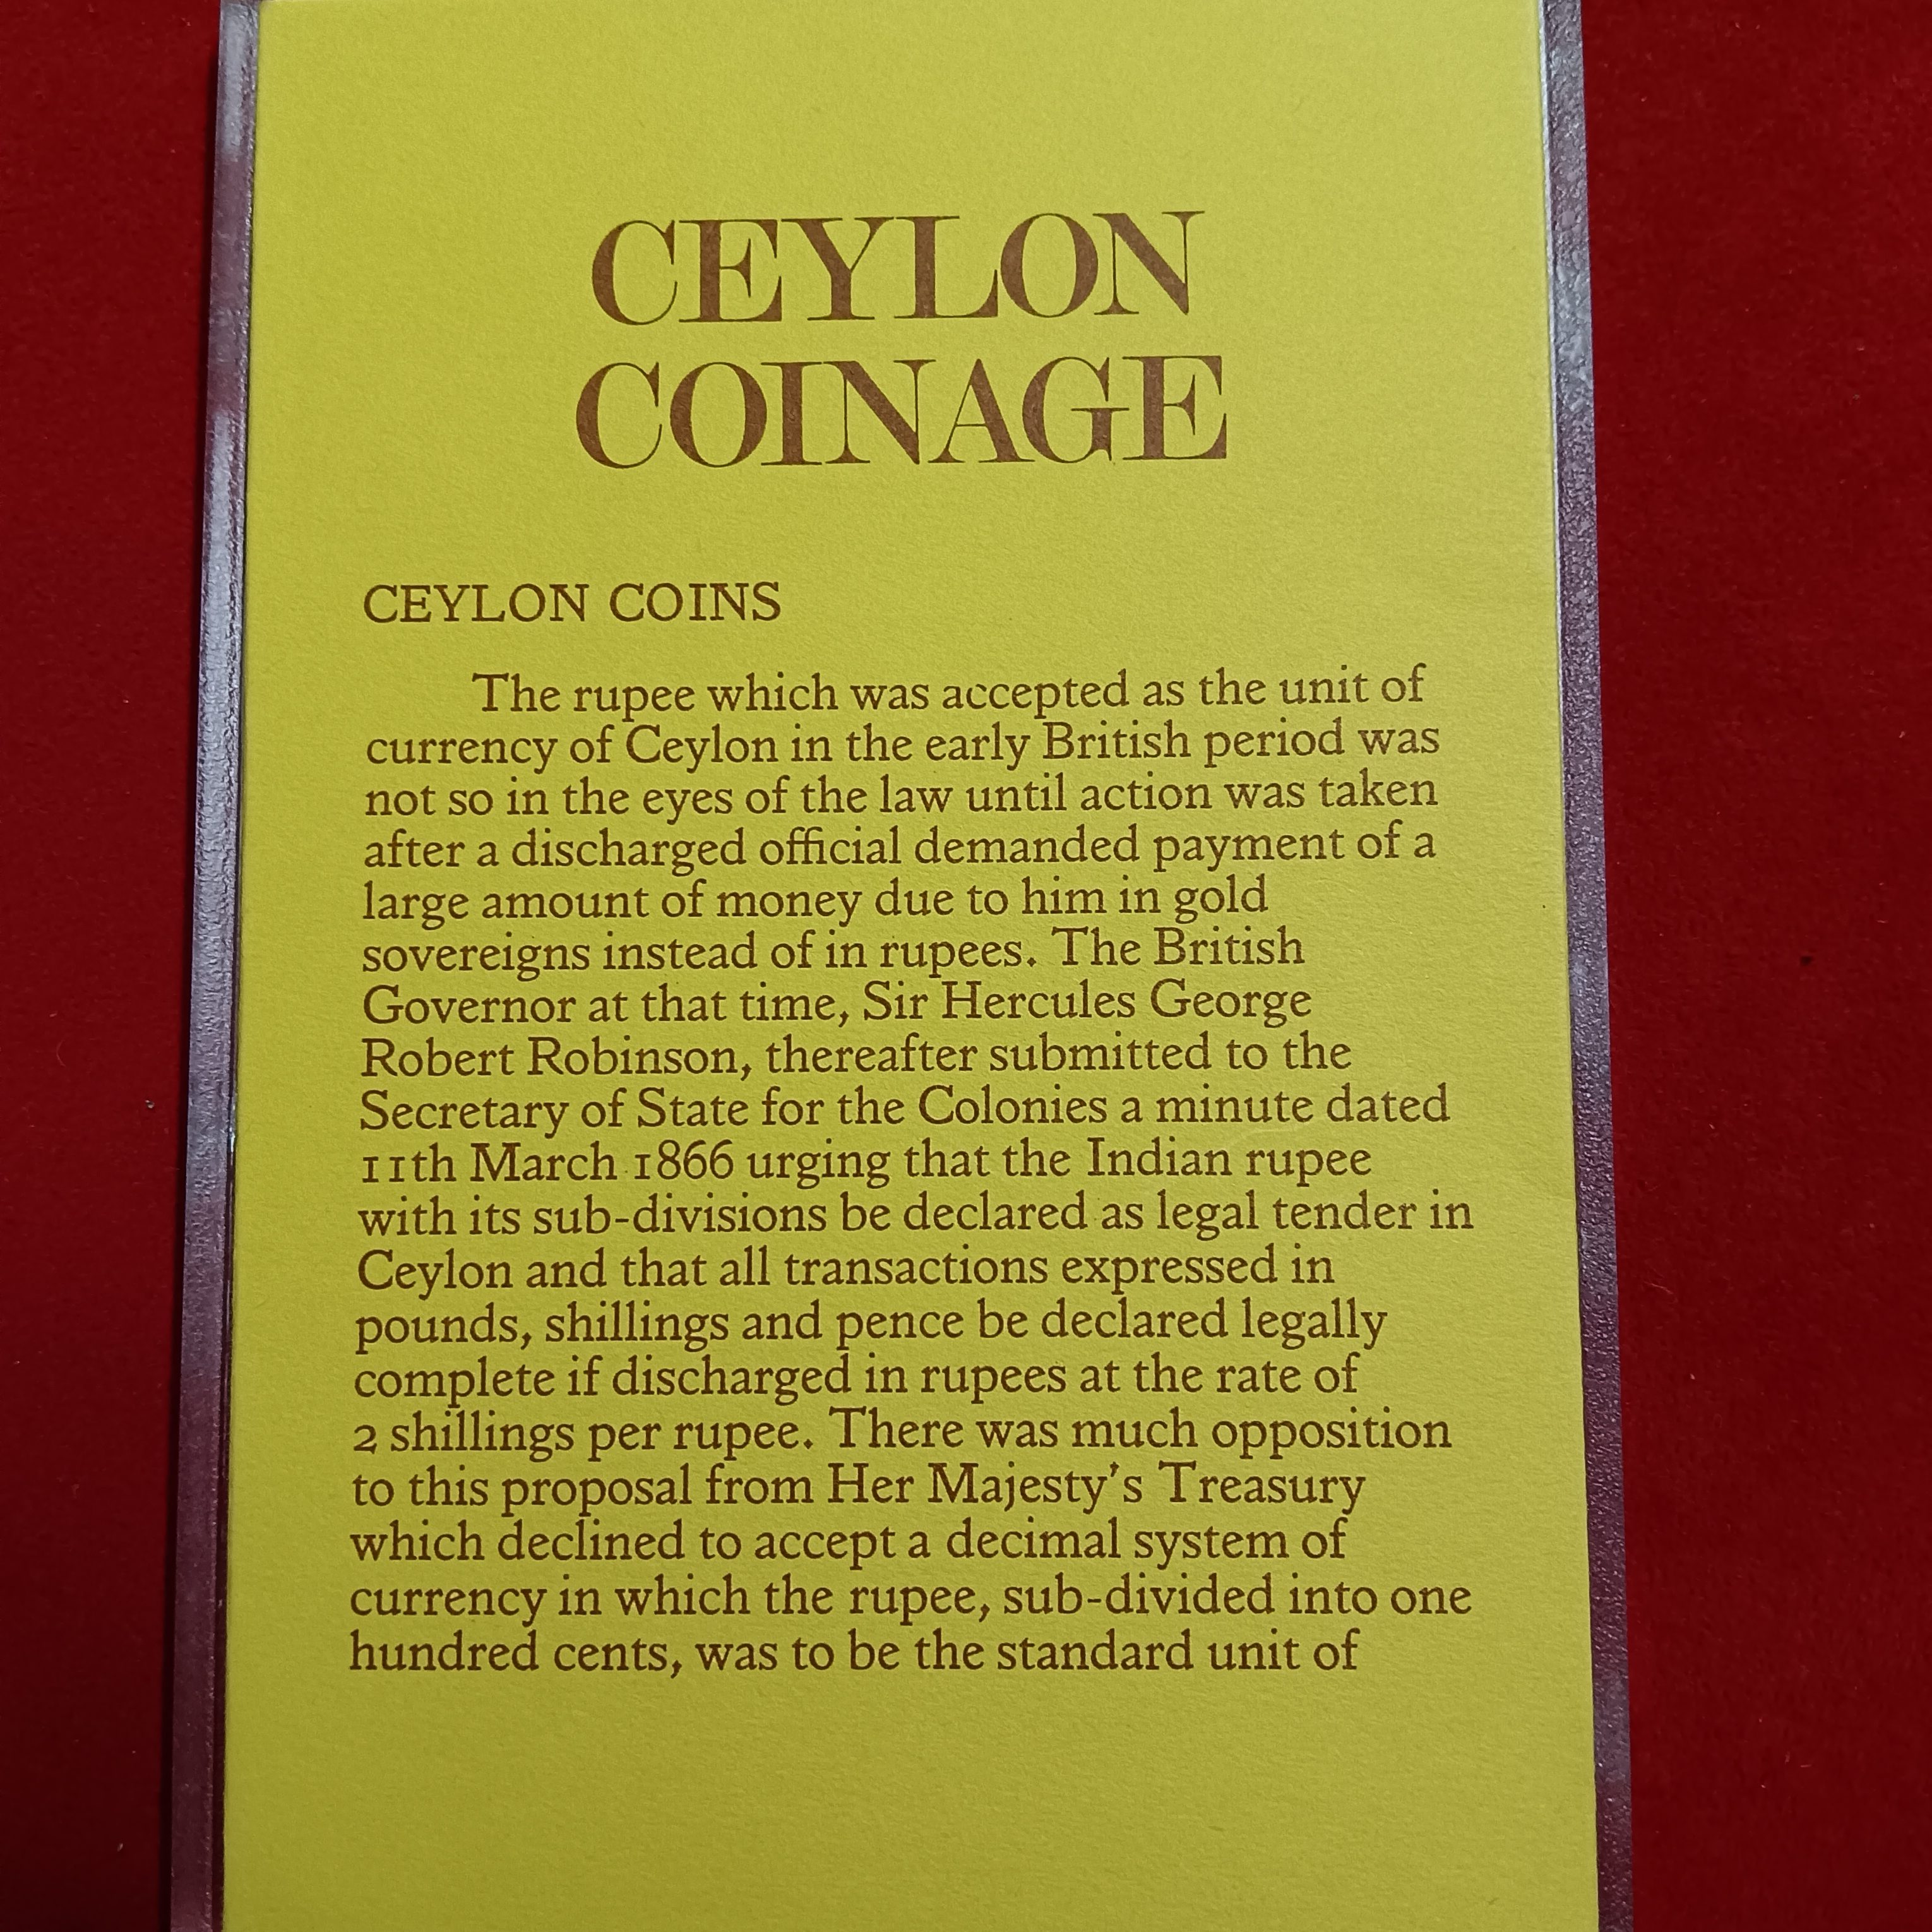 CEYLON
COINAGE
CEYLON COINS
The rupee which was accepted as the unit of
currency of Ceylon in the early British period was
not so in the eyes of the law until action was taken
after a discharged official demanded payment of a
large amount of money due to him in gold
sovereigns instead of in rupees. The British
Governor at that time, Sir Hercules George
Robert Robinson, thereafter submitted to the
Secretary of State for the Colonies a minute dated
11th March 1866 urging that the Indian rupee
with its sub-divisions be declared as legal tender in
Ceylon and that all transactions expressed in
pounds, shillings and pence be declared legally
complete if discharged in rupees at the rate of
2 shillings per rupee. There was much opposition
to this proposal from Her Majesty's Treasury
which declined to accept a decimal system of
currency in which the rupee, sub-divided into one
hundred cents, was to be the standard unit of